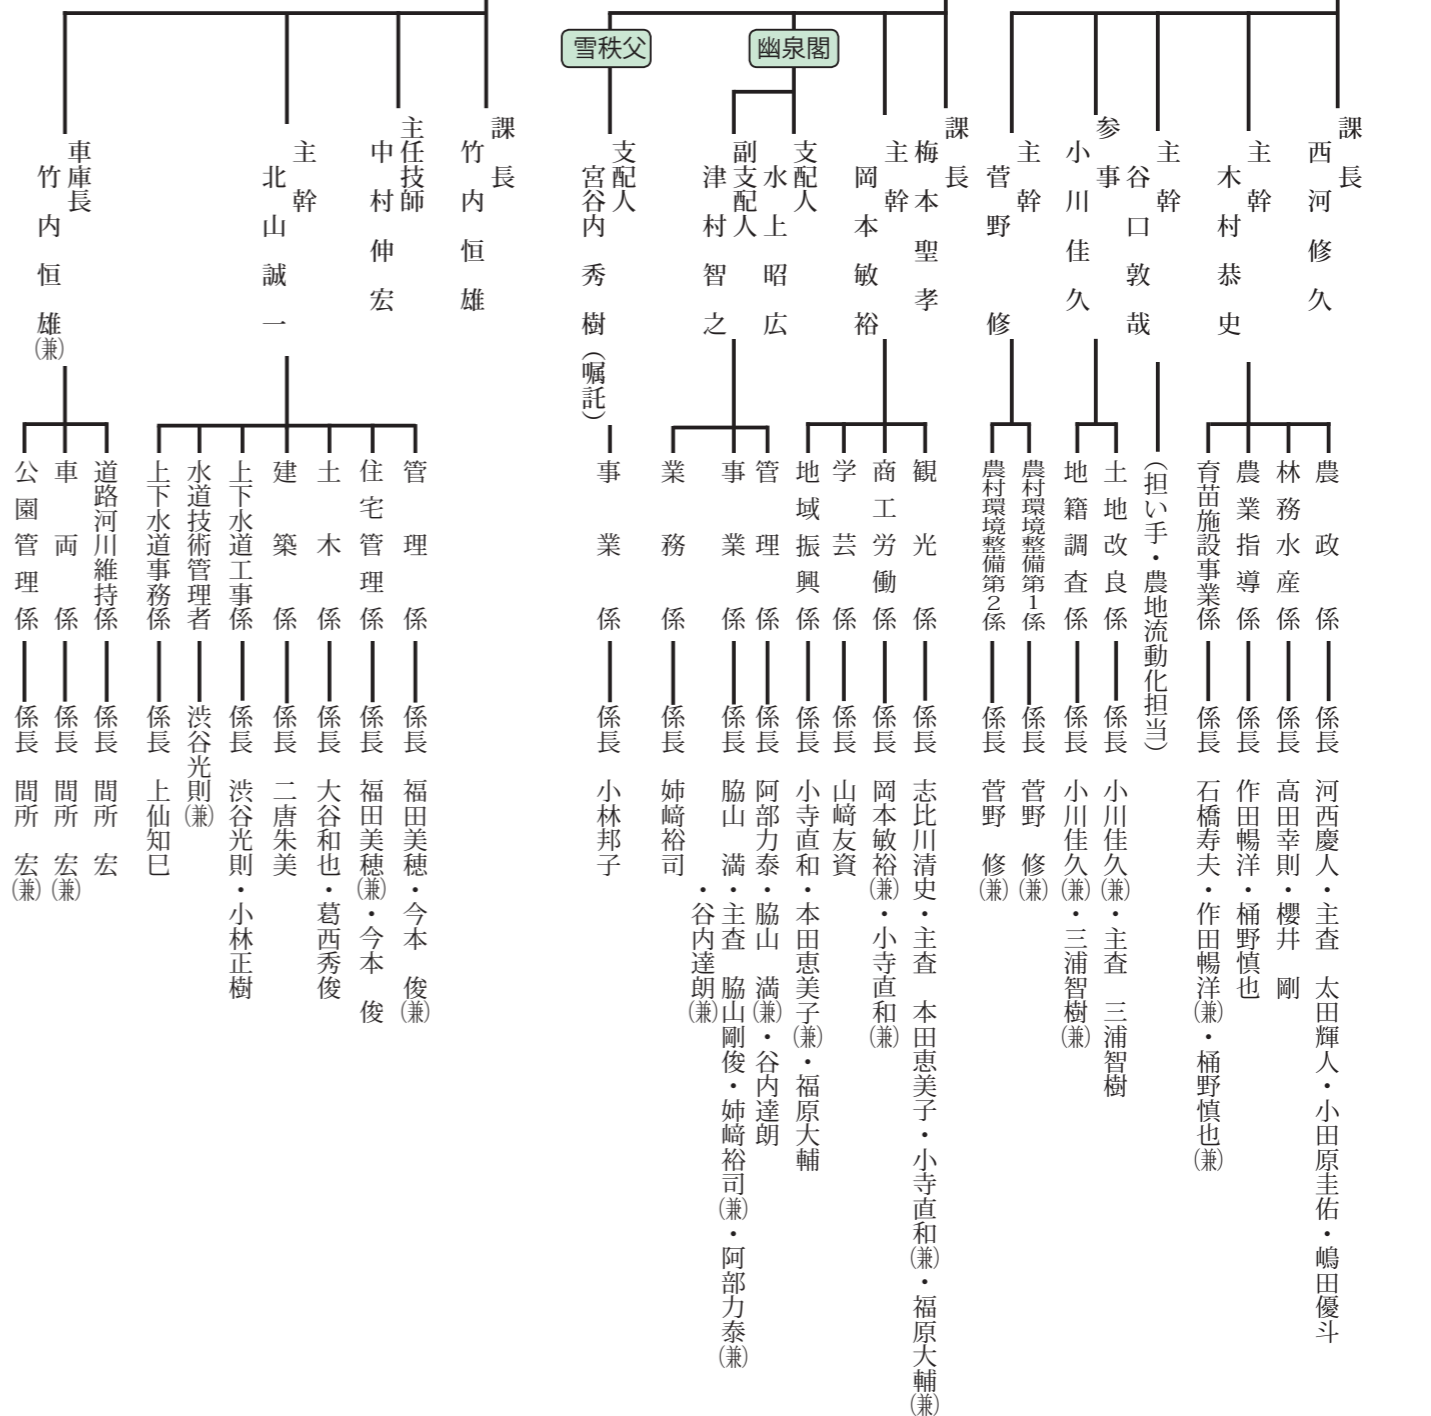 課長
西河修久
主幹
木村恭史
農政係
係長　河西慶人・主査　太田輝人・小田原圭佑・嶋田優斗
林務水産係
係長　高田幸則・櫻井　剛
農業指導係
係長　作田暢洋・桶野慎也
育苗施設事業係
係長　石橋寿夫・作田暢洋㈱・桶野慎也(兼)
主幹
谷口敦哉
（担い手・農地流動化担当）
参事
小川佳久
土地改良係
係長　小川佳久(兼)・主査　三浦智樹
地籍調査係
係長　小川佳久(兼)・三浦智樹(兼)
主幹
菅野　修
農村環境整備第1係
係長　菅野　修(兼)
農村環境整備第2係
係長　菅野　修(兼)
課長
梅本聖孝
主幹
岡本敏裕
観光係
係長　志比川清史・主査　本田恵美子・小寺直和(兼)・福原大輔(兼)
商工労働係
係長　岡本敏裕(兼)・小寺直和(兼)
学芸係
係長　山﨑友資
地域振興係
係長　小寺直和・本田恵美子(兼)・福原大輔
幽泉閣
支配人
水上昭広
副支配人
津村智之
管理係
係長　阿部力泰・脇山　満(兼)・谷内達朗
事業係
係長　脇山　満・主査　脇山剛俊・姉﨑裕司(兼)・阿部力泰(兼)
・谷内達朗(兼)
業務係
係長　姉﨑裕司
雪秩父
支配人
宮谷内秀樹（嘱託）
事業係
係長　小林邦子
課長
竹内恒雄
主任技師
中村伸宏
主幹
北山誠一
管理係
係長　福田美穂・今本　俊(兼)
住宅管理係
係長　福田美穂(兼)・今本　俊
土木係
係長　大谷和也・葛西秀俊
建築係
係長　二唐朱美
上下水道工事係
係長　渋谷光則・小林正樹
水道技術管理者
渋谷光則(兼)
上下水道事務係
係長　上仙知巳
車庫長
竹内恒雄(兼)
道路河川維持係
係長　間所　宏
車両係
係長　間所　宏(兼)
公園管理係
係長　間所　宏(兼)